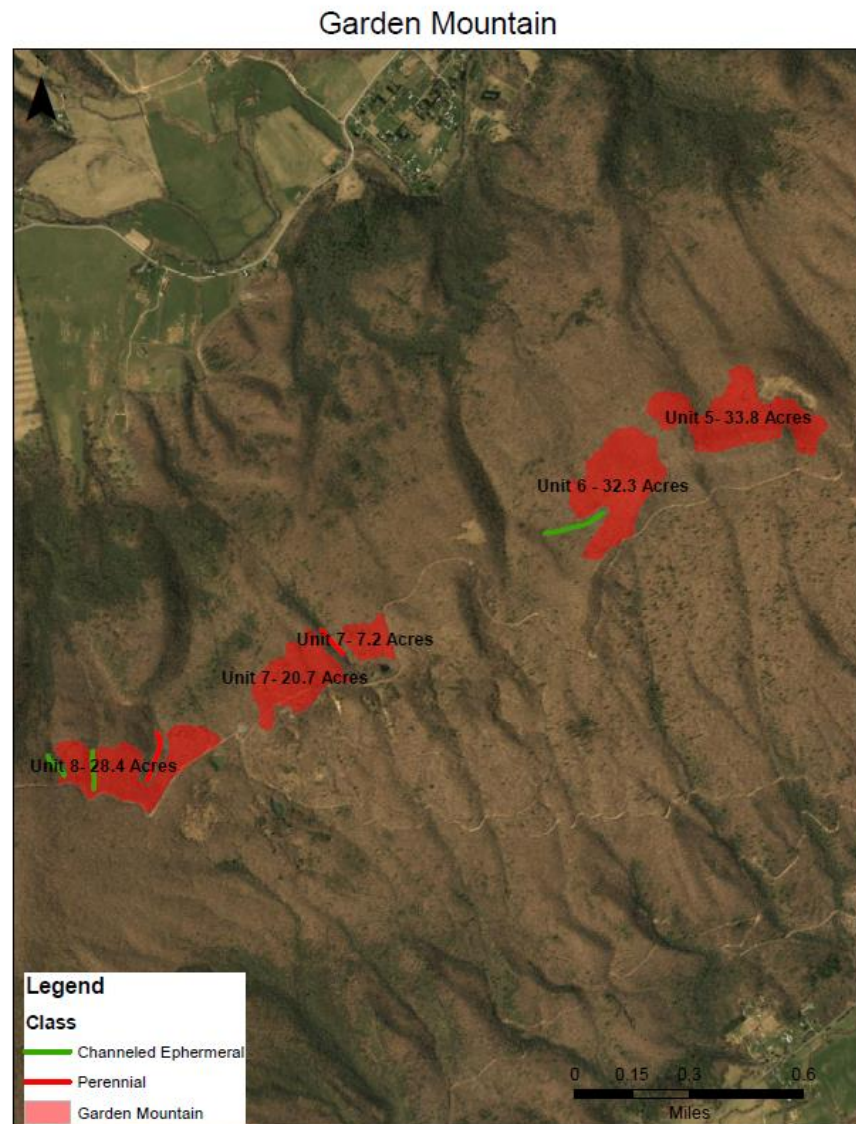 Garden Mountain
Unit 5- 33.8 Acres
Unit 6 - 32.3 Acres
Unit 7- 7.2 Acres
Unit 7- 20.7 Acres
Unit 8- 28.4 Acres
Legend
Class
Channeled Ephermeral
Perennial
Garden Mountain
0 0.15 0.3 0.6
Miles